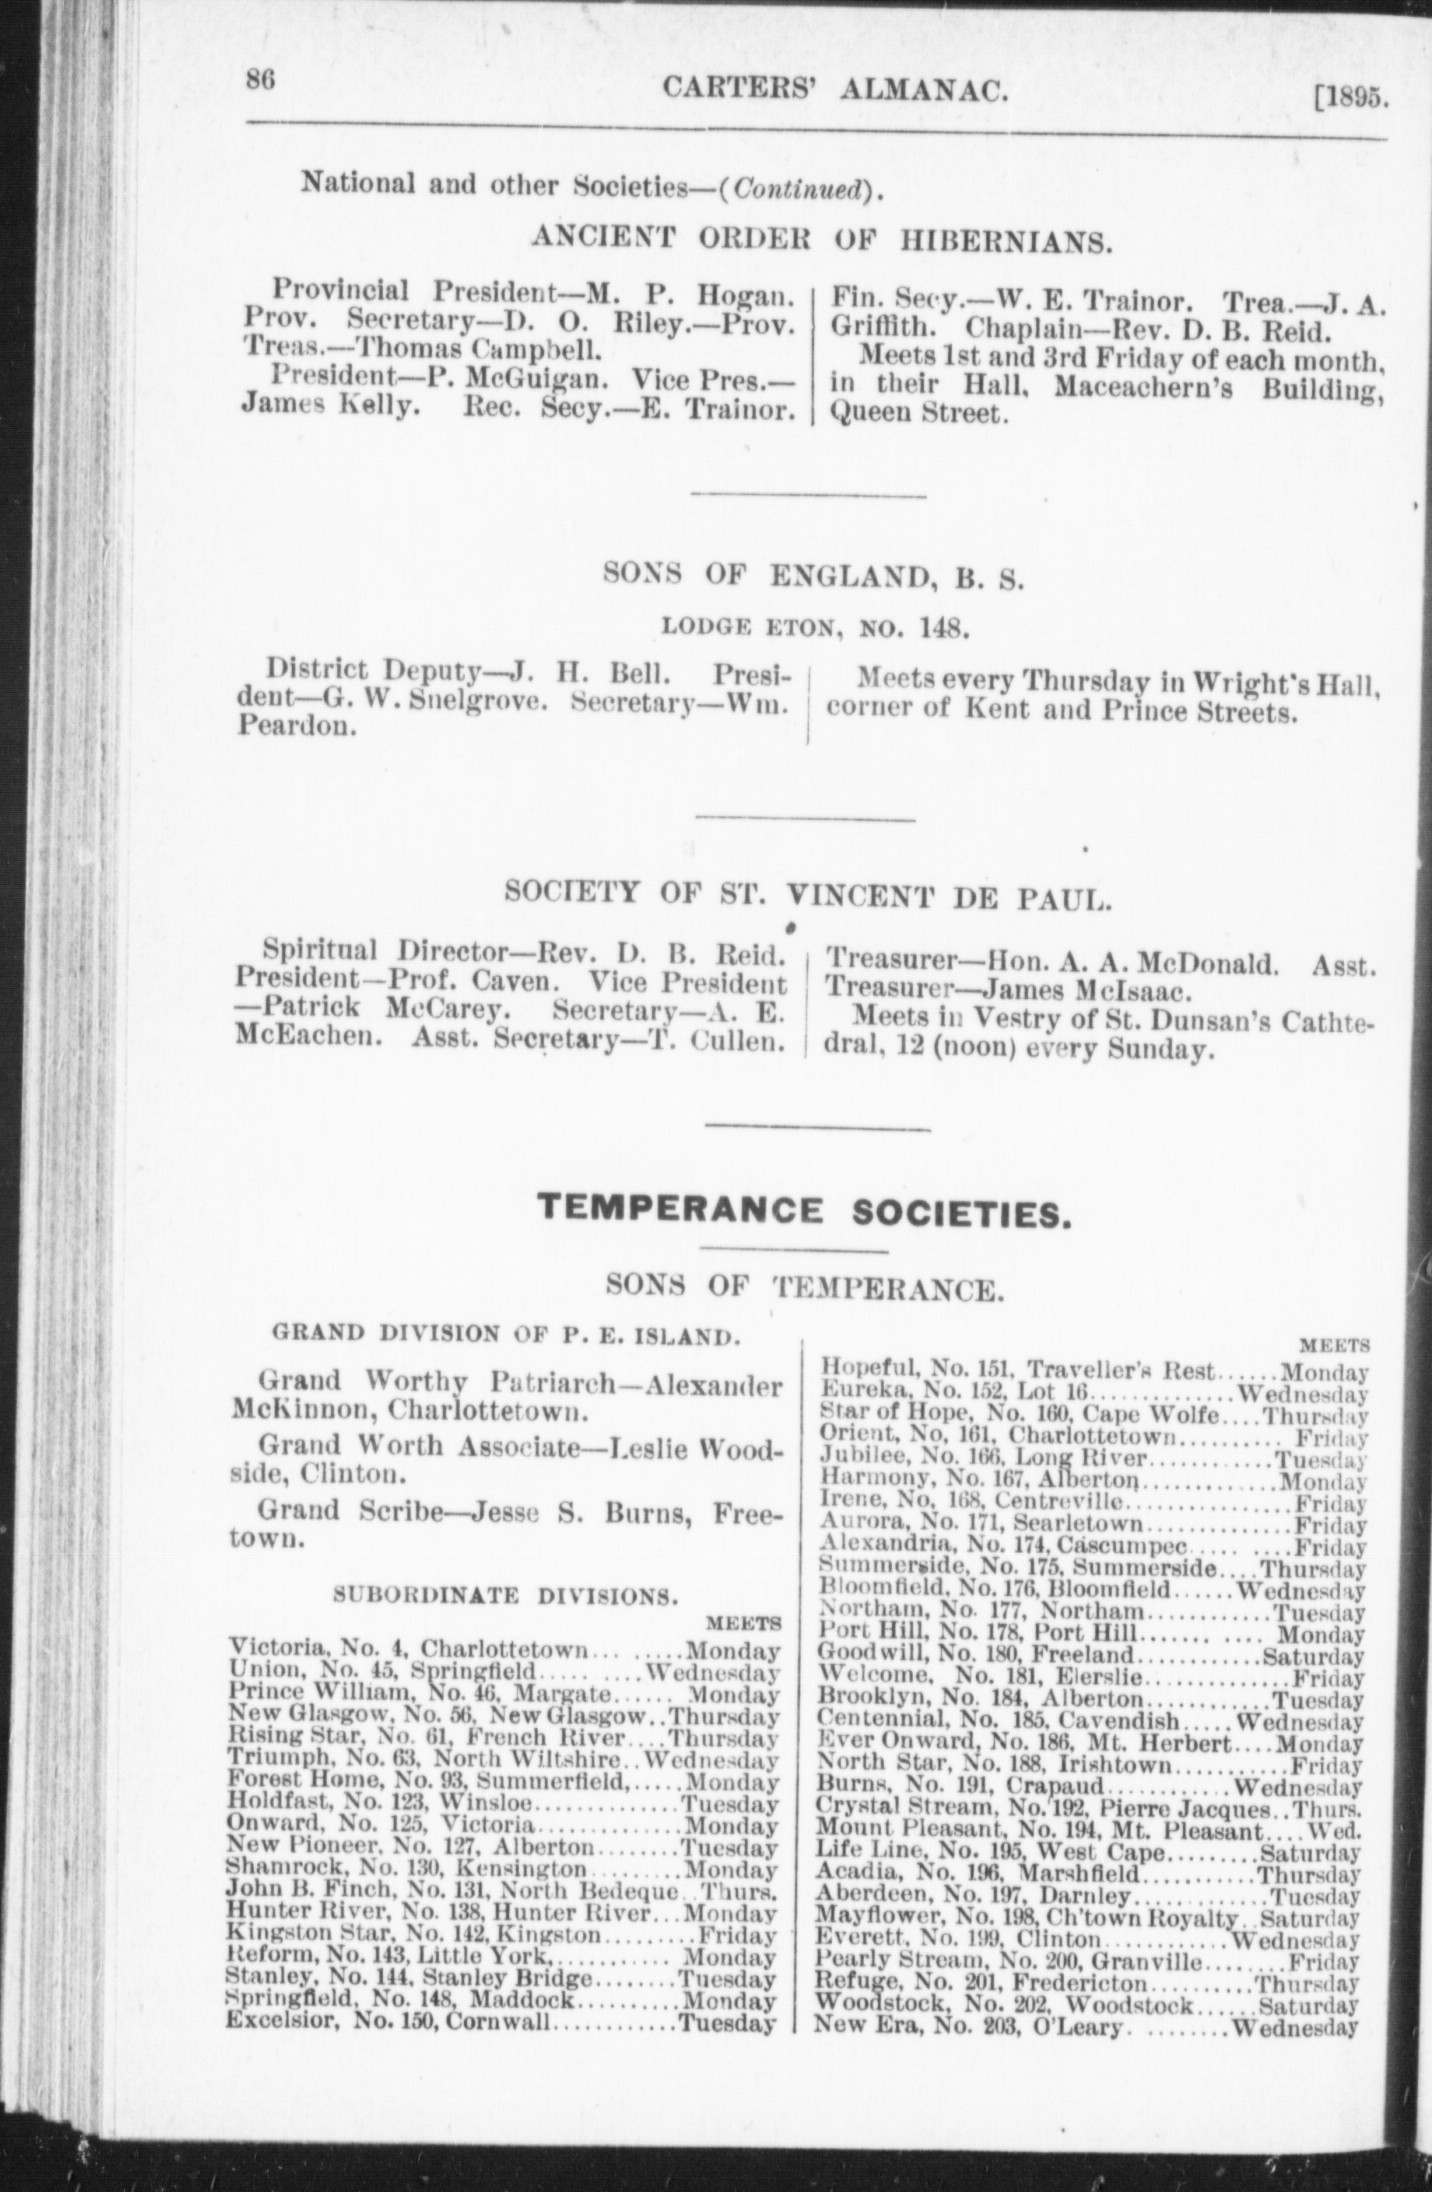 86
CARTERS' ALMANAC.
[1895.
National and other Societies—(Continued).
ANCIENT ORDER OF HIBERNIANS.
Provincial President—M. P. Hogan.
Prov. Secretary—D. O. Riley.—Prov.
Treas.—Thomas Campbell.
President—P. McGuigan. Vice Pres.—
James Kelly. Rec. Secy.—E. Trainor.
Fin. Secy.—W. E. Trainor. Trea.—J. A.
Griffith. Chaplain—Rev. D. B. Reid.
Meets 1st and 3rd Friday of each month,
in their Hall, Maceachern's Building,
Queen Street.
SONS OF ENGLAND, B. S.
LODGE ETON, NO. 148.
District Deputy—J. H. Bell. Presi-
dent—G. W. Snelgrove. Secretary—Wm.
Peardon.
Meets every Thursday in Wright's Hall,
corner of Kent and Prince Streets.
SOCIETY OF ST. VINCENT DE PAUL.
Spiritual Director—Rev. D. B. Reid.
President—Prof. Caven. Vice President
—Patrick McCarey. Secretary—A. E.
McEachen. Asst. Secretary—T. Cullen.
Treasurer—Hon. A. A. McDonald. Asst.
Treasurer—James McIsaac.
Meets in Vestry of St. Dunsan's Cathte-
dral, 12 (noon) every Sunday.
TEMPERANCE SOCIETIES.
SONS OF TEMPERANCE.
GRAND DIVISION OF P. E. ISLAND.
Grand Worthy Patriarch—Alexander
McKinnon, Charlottetown.
Grand Worth Associate—Leslie Wood-
side, Clinton.
Grand Scribe—Jesse S. Burns, Free-
town.
SUBORDINATE DIVISIONS.
MEETS
Victoria, No. 4, Charlottetown... ......Monday
Union, No. 45, Springfield..... ....Wednesday
Prince William, No. 46, Margate...... Monday
New Glasgow, No. 56, New Glasgow..Thursday
Rising Star, No. 61, French River....Thursday
Triumph, No. 63, North Wiltshire..Wednesday
Forest Home, No. 93, Summerfield,.....Monday
Holdfast, No. 123, Winsloe..............Tuesday
Onward, No. 125, Victoria..............Monday
New Pioneer, No. 127, Alberton........Tuesday
Shamrock, No. 130, Kensington.........Monday
John B. Finch, No. 131, North Bedeque..Thurs.
Hunter River, No. 138, Hunter River...Monday
Kingston Star, No. 142, Kingston.........Friday
Reform, No. 143, Little York,........... Monday
Stanley, No. 144, Stanley Bridge........Tuesday
Springfield, No. 148, Maddock..........Monday
Excelsior, No. 150, Cornwall............Tuesday
MEETS
Hopeful, No. 151, Traveller's Rest......Monday
Eureka, No. 152, Lot 16..............Wednesday
Star of Hope, No. 160, Cape Wolfe....Thursday
Orient, No, 161, Charlottetown.......... Friday
Jubilee, No. 166, Long River............Tuesday
Harmony, No. 167, Alberton.............Monday
Irene, No, 168, Centreville................Friday
Aurora, No. 171, Searletown..............Friday
Alexandria, No. 174, Cascumpec..... ....Friday
Summerside, No. 175, Summerside....Thursday
Bloomfield, No. 176, Bloomfield......Wednesday
Northam, No. 177, Northam............Tuesday
Port Hill, No. 178, Port Hill....... .... Monday
Goodwill, No. 180, Freeland............Saturday
Welcome, No. 181, Elerslie...............Friday
Brooklyn, No. 184, Alberton............Tuesday
Centennial, No. 185, Cavendish.....Wednesday
Ever Onward, No. 186, Mt. Herbert....Monday
North Star, No. 188, Irishtown...........Friday
Burns, No. 191, Crapaud............Wednesday
Crystal Stream, No. 192, Pierre Jacques..Thurs.
Mount Pleasant, No. 194, Mt. Pleasant....Wed.
Life Line, No. 195, West Cape.........Saturday
Acadia, No. 196, Marshfield...........Thursday
Aberdeen, No. 197, Darnley.............Tuesday
Mayflower, No. 198, Ch'town Royalty..Saturday
Everett, No. 199, Clinton............Wednesday
Pearly Stream, No. 200, Granville........Friday
Refuge, No. 201, Fredericton..........Thursday
Woodstock, No. 202, Woodstock......Saturday
New Era, No. 203, O'Leary. ........Wednesday